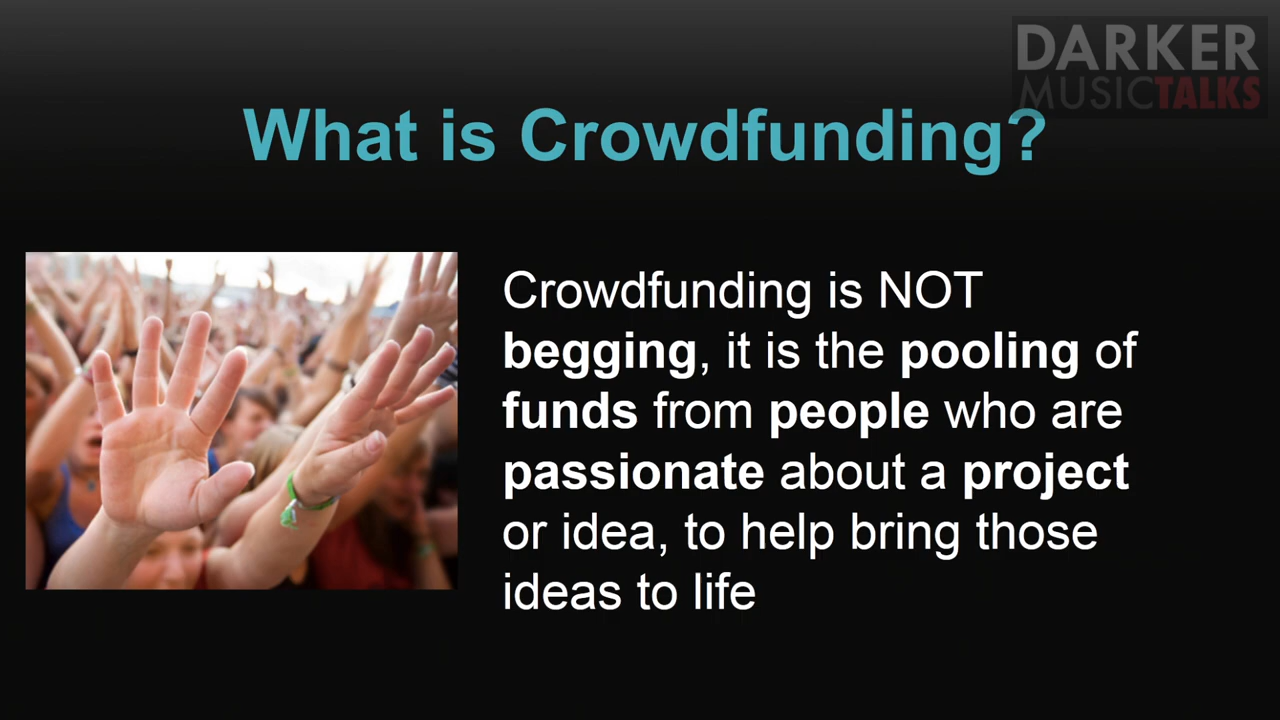 DARKER
MUSICTALKS
What is Crowdfunding?
Crowdfunding is NOT
begging, it is the pooling of
funds from people who are
passionate about a project
or idea, to help bring those
ideas to life